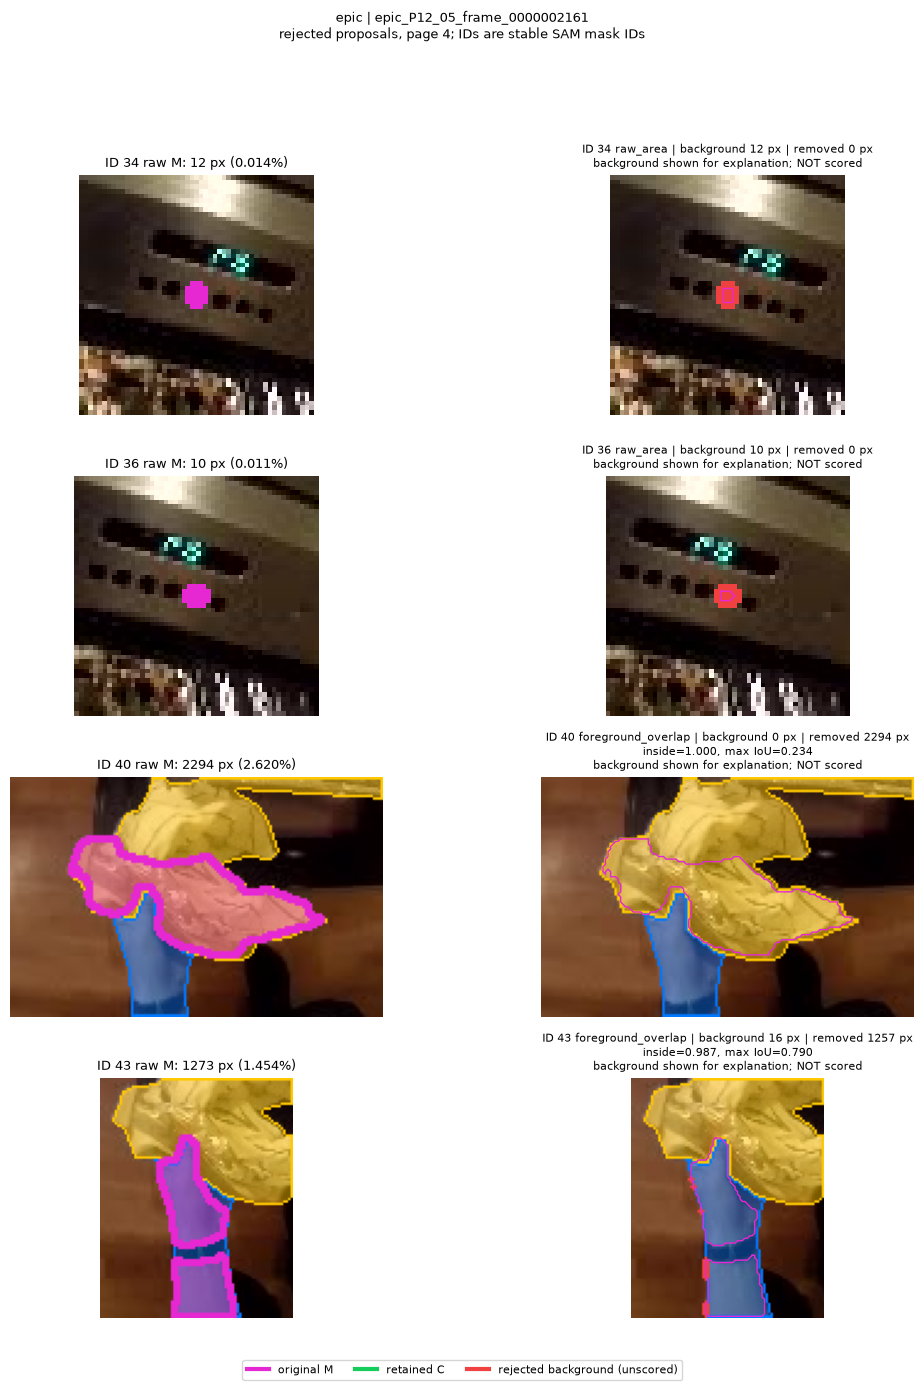 epic | epic_P12_05_frame_0000002161
rejected proposals, page 4; IDs are stable SAM mask IDs
ID 34 raw M: 12 px (0.014%)
ID 34 raw_area | background 12 px | removed 0 px
background shown for explanation; NOT scored
ID 36 raw M: 10 px (0.011%)
ID 36 raw_area | background 10 px | removed 0 px
background shown for explanation; NOT scored
ID 40 raw M: 2294 px (2.620%)
ID 40 foreground_overlap | background 0 px | removed 2294 px
inside=1.000, max IoU=0.234
background shown for explanation; NOT scored
ID 43 raw M: 1273 px (1.454%)
ID 43 foreground_overlap | background 16 px | removed 1257 px
inside=0.987, max IoU=0.790
background shown for explanation; NOT scored
original M
retained C
rejected background (unscored)